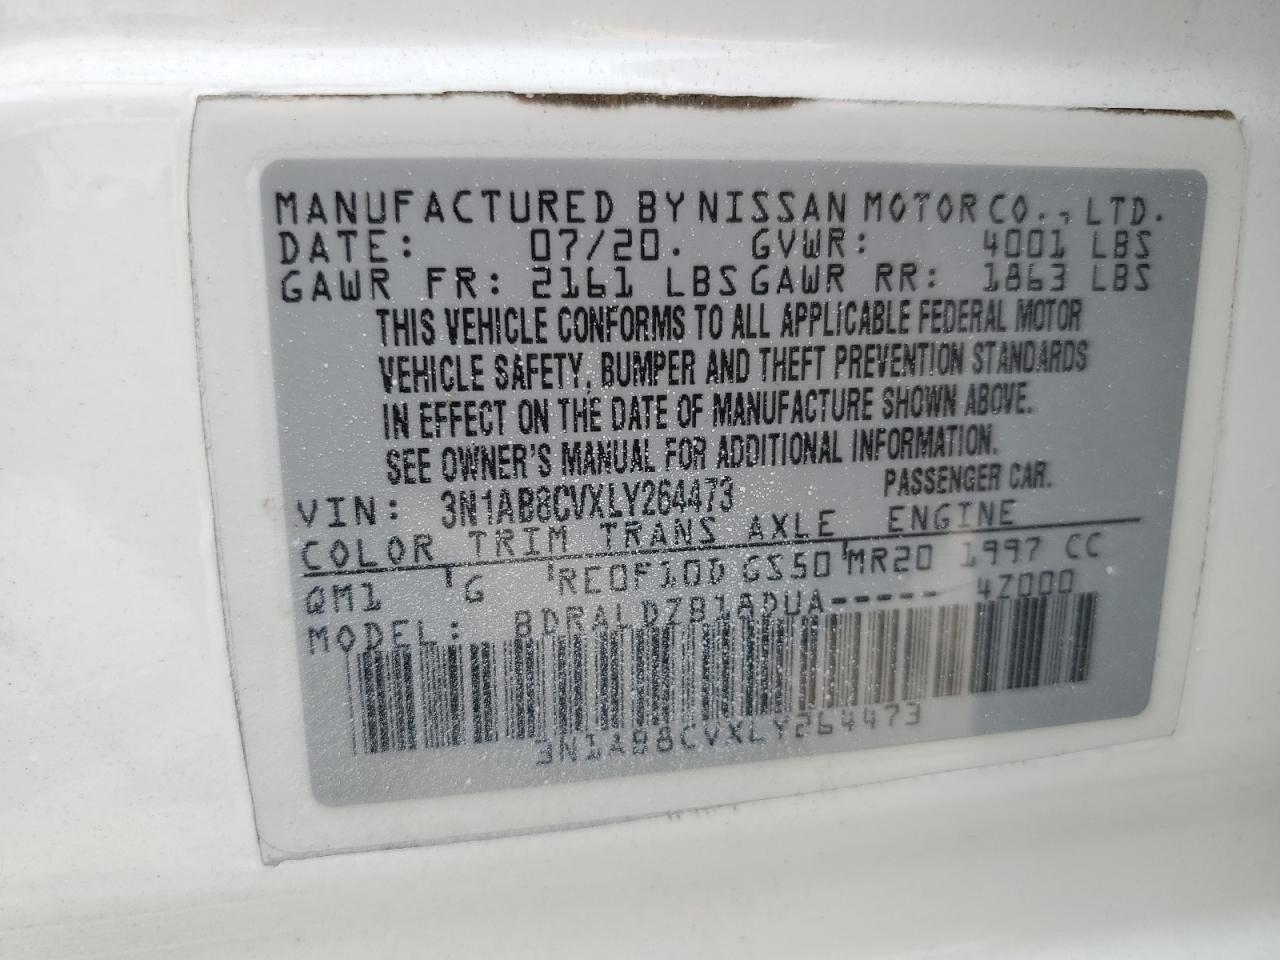 MANUFACTURED BY NISSAN MOTOR CO., LTD.
DATE: 07/20. GVWR: 4001 LBS
GAWR FR: 2161 LBS GAWR RR: 1863 LBS
THIS VEHICLE CONFORMS TO ALL APPLICABLE FEDERAL MOTOR
VEHICLE SAFETY, BUMPER AND THEFT PREVENTION STANDARDS
IN EFFECT ON THE DATE OF MANUFACTURE SHOWN ABOVE.
SEE OWNER'S MANUAL FOR ADDITIONAL INFORMATION.
VIN: 3N1AB8CVXLY264473 PASSENGER CAR.
COLOR TRIM TRANS AXLE ENGINE
QM1 'G 'RE0F10D GS50 'MR20 1997 CC
MODEL: BDRALDZB1ADUA----- 4Z000
3N1AB8CVXLY264473